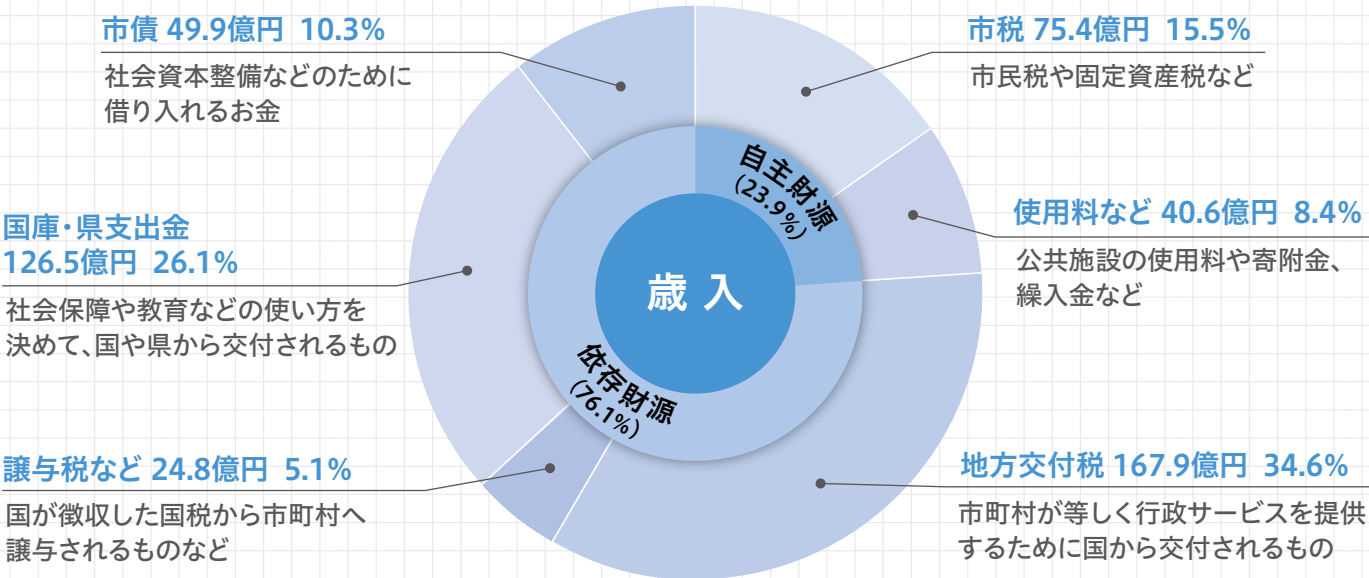 市債 49.9億円 10.3%
社会資本整備などのために
借り入れるお金
市税 75.4億円 15.5%
市民税や固定資産税など
自主財源
(23.9%)
使用料など 40.6億円 8.4%
公共施設の使用料や寄附金、
繰入金など
国庫・県支出金
126.5億円 26.1%
社会保障や教育などの使い方を
決めて、国や県から交付されるもの
歳入
依存財源
(76.1%)
譲与税など 24.8億円 5.1%
国が徴収した国税から市町村へ
譲与されるものなど
地方交付税 167.9億円 34.6%
市町村が等しく行政サービスを提供
するために国から交付されるもの